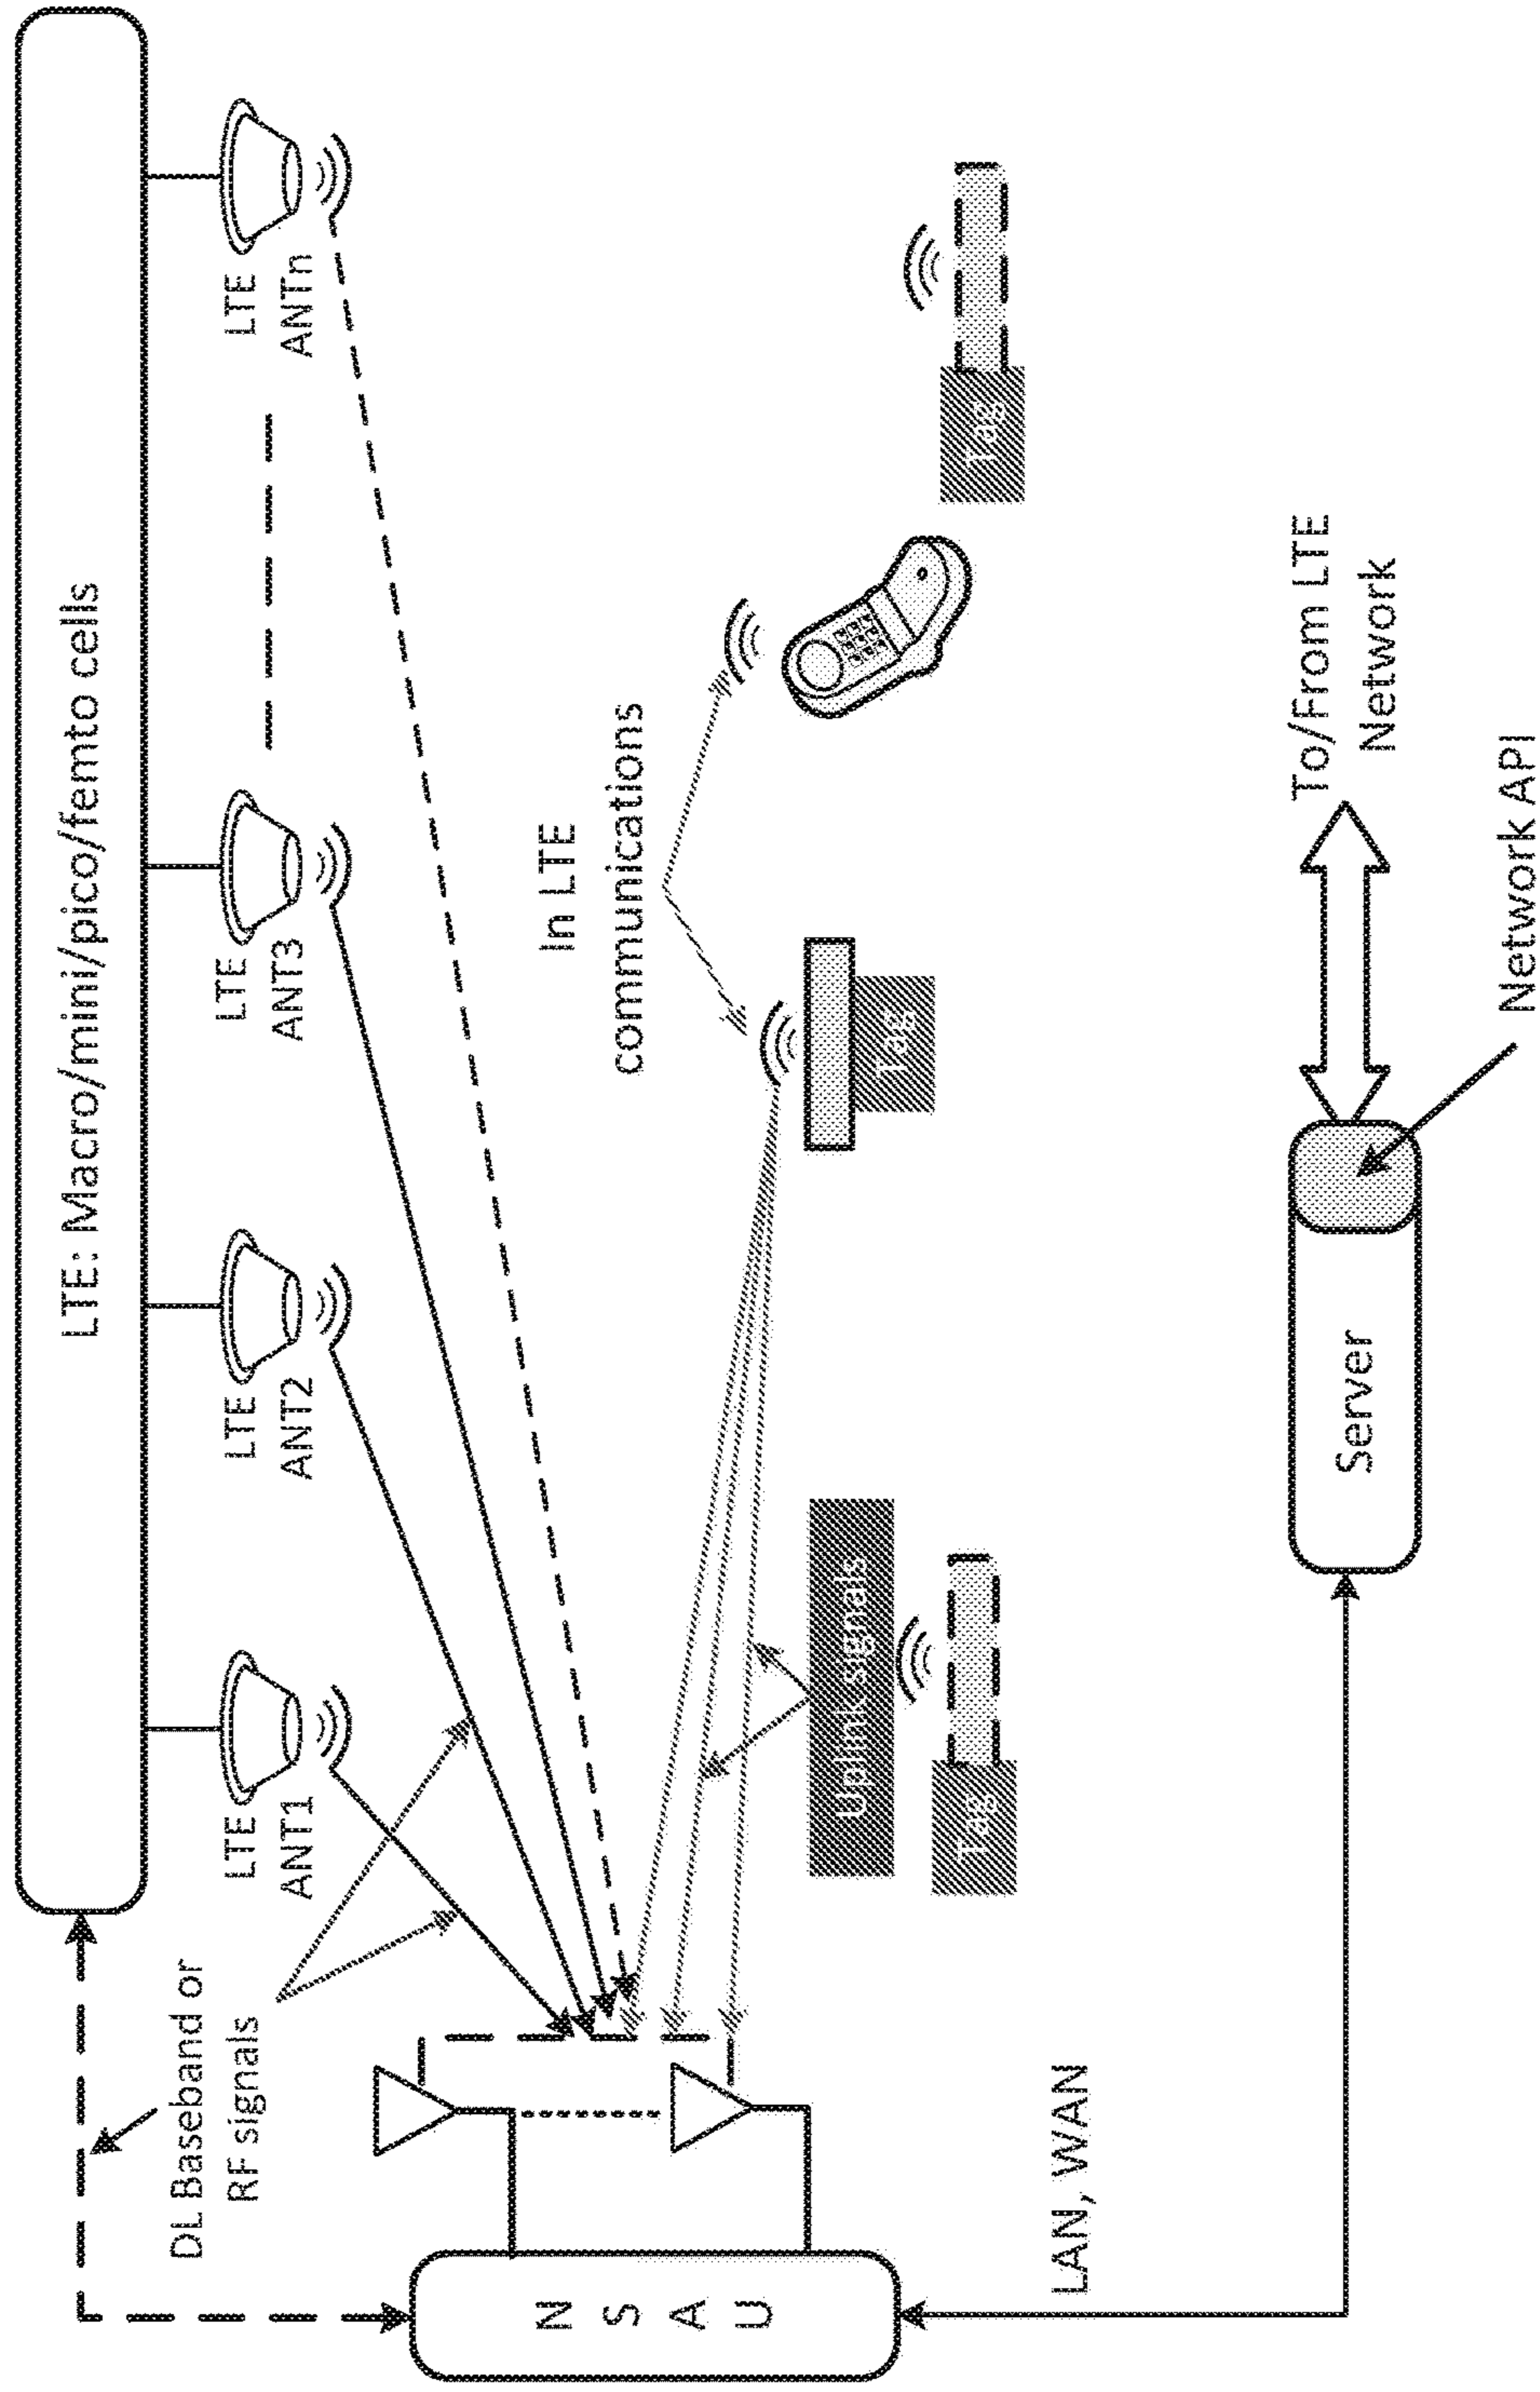 LTE: Macro/mini/pico/femto cells
DL Baseband or
RF signals
LTE
ANT1
LTE
ANT2
LTE
ANT3
LTE
ANTn
N
S
A
U
In LTE
communications
Uplink signals
Tag
Tag
Tag
LAN, WAN
Server
To/From LTE
Network
Network API